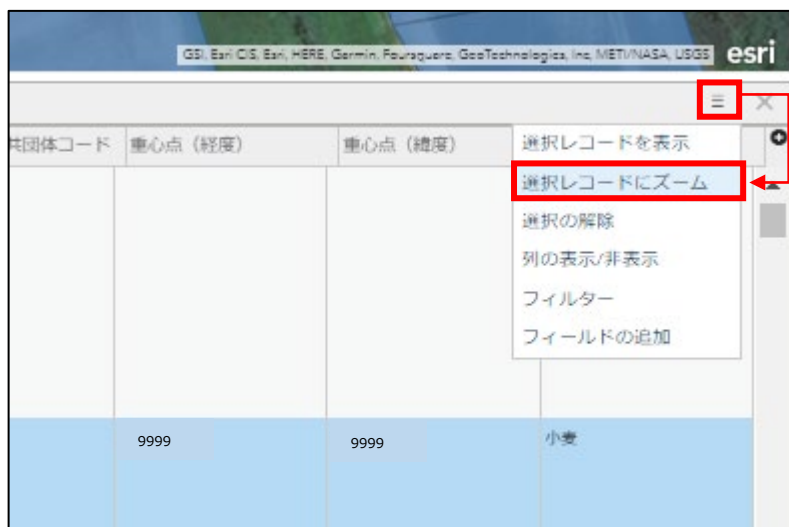 GSI, Esri CIS, Esri, HERE, Garmin, Foursquare, GeoTechnologies, Inc, METI/NASA, USGS
esri
共団体コード
重心点（経度）
重心点（緯度）
選択レコードを表示
選択レコードにズーム
選択の解除
列の表示/非表示
フィルター
フィールドの追加
9999
9999
小麦